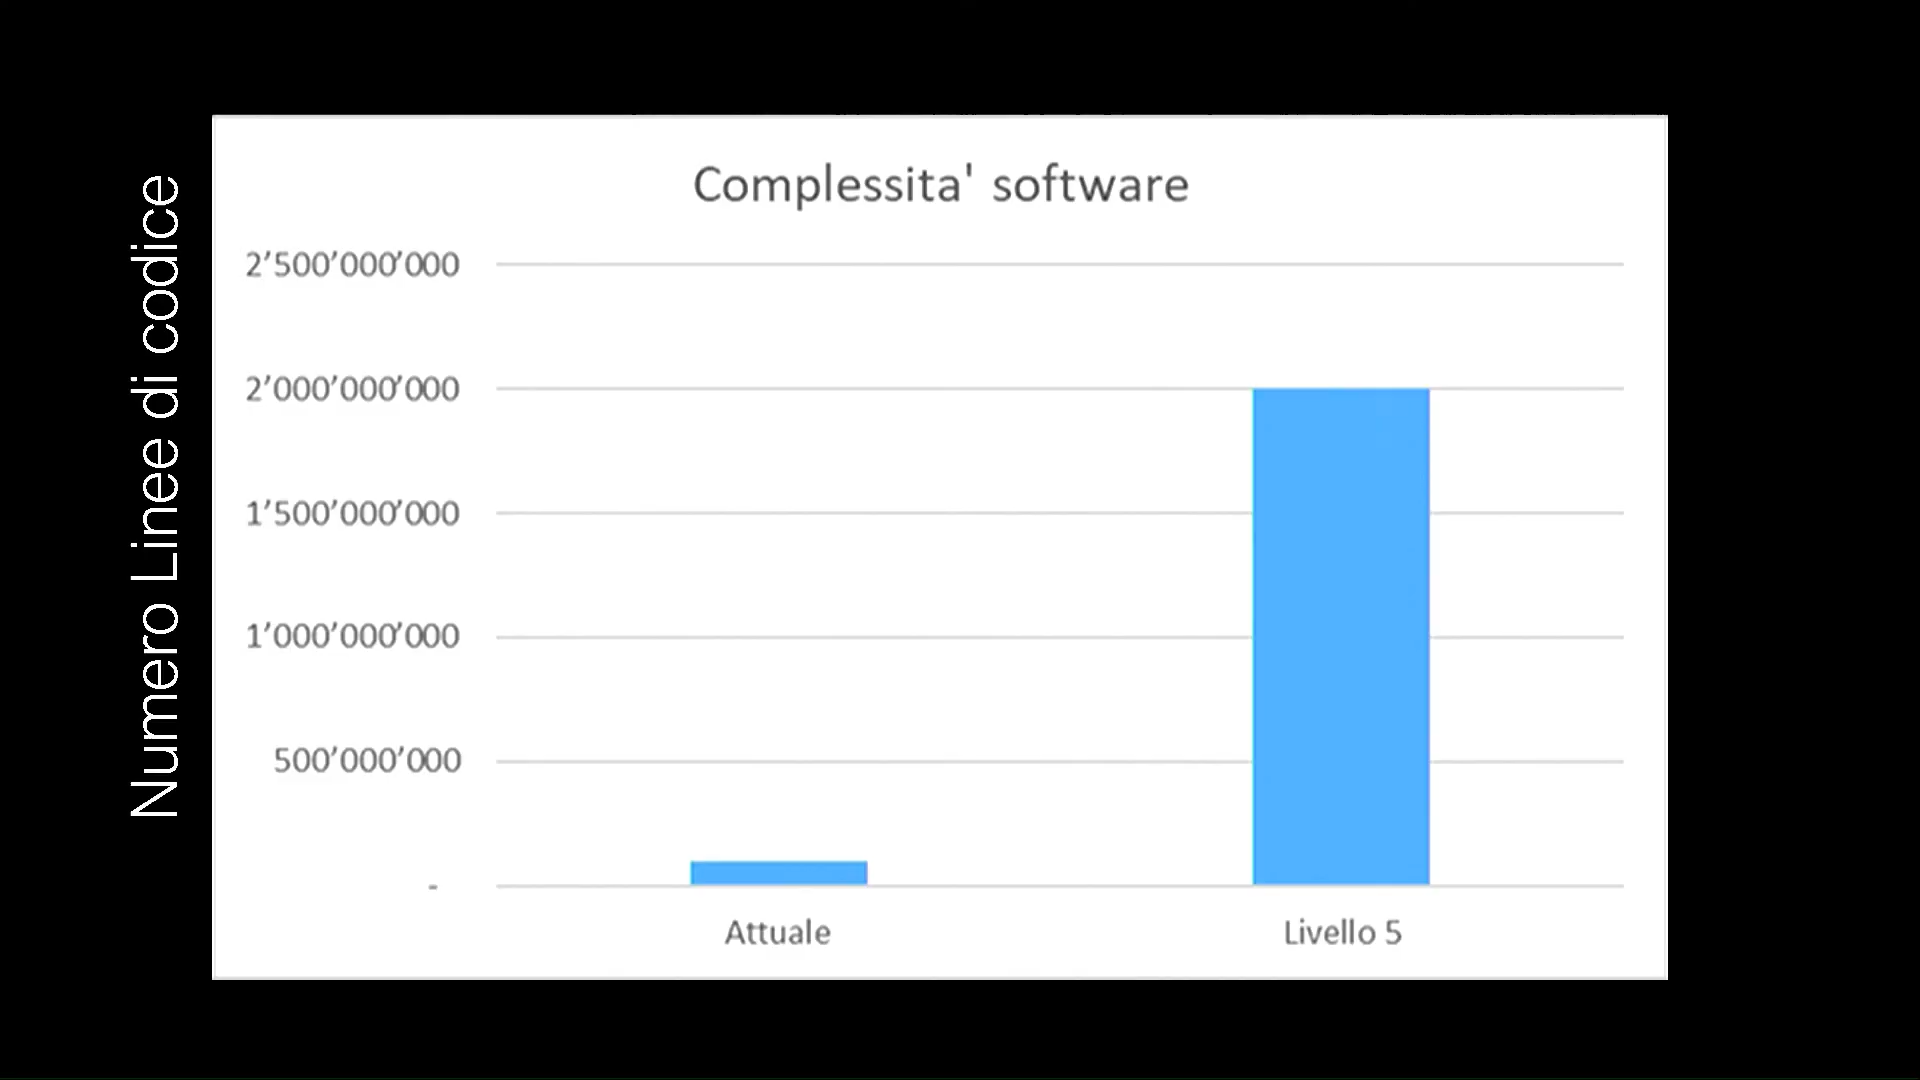 Numero Linee di codice
Complessita' software
2’500’000’000
2’000’000’000
1’500’000’000
1’000’000’000
500’000’000
-
Attuale
Livello 5